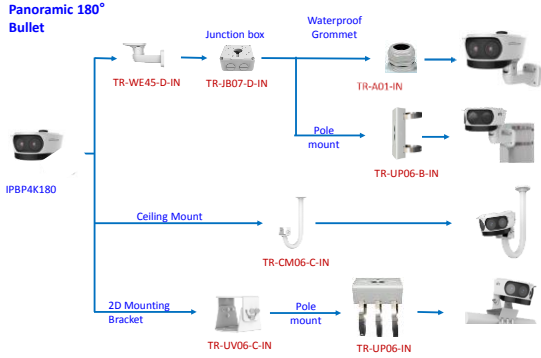 Panoramic 180°
Bullet
Junction box
Waterproof
Grommet
TR-WE45-D-IN
TR-JB07-D-IN
TR-A01-IN
Pole
mount
TR-UP06-B-IN
IPBP4K180
Ceiling Mount
TR-CM06-C-IN
2D Mounting
Bracket
Pole
mount
TR-UV06-C-IN
TR-UP06-IN